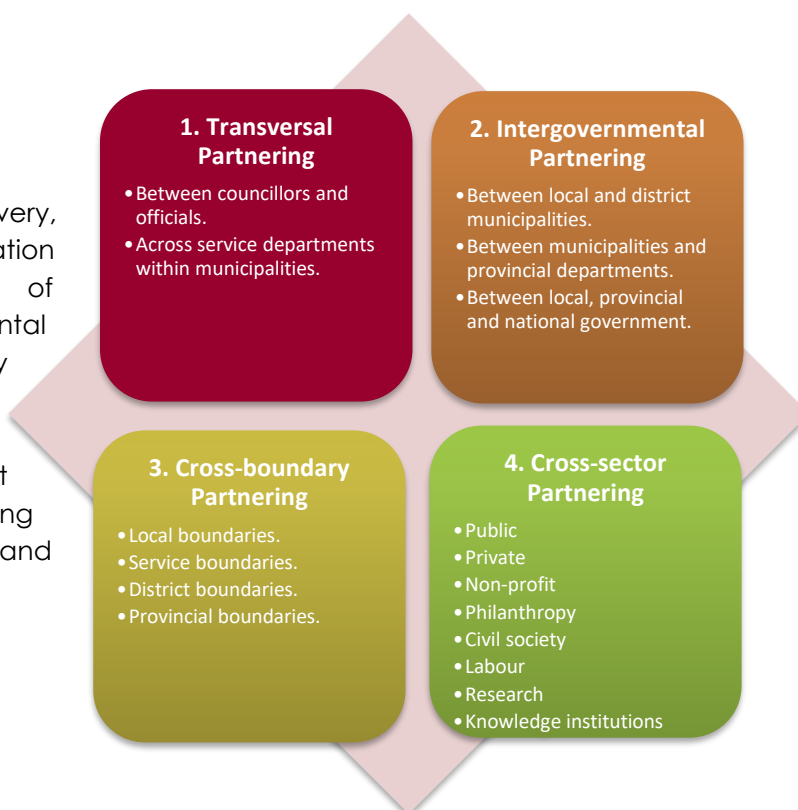 of
and
1. Transversal
Partnering
•Between councillors and
officials.
•Across service departments
within municipalities.
2. Intergovernmental
Partnering
•Between local and district
municipalities.
•Between municipalities and
provincial departments.
•Between local, provincial
and national government.
3. Cross-boundary
Partnering
•Local boundaries.
•Service boundaries.
•District boundaries.
•Provincial boundaries.
4. Cross-sector
Partnering
•Public
•Private
•Non-profit
•Philanthropy
•Civil society
•Labour
•Research
•Knowledge institutions